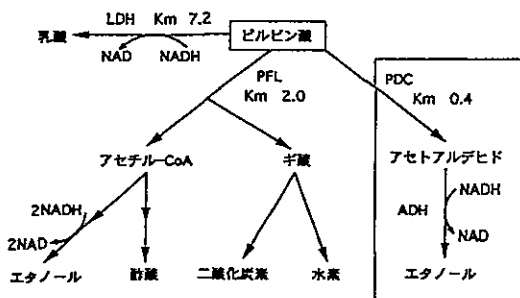 LDH Km 7.2
ピルビン酸
乳酸
NAD NADH
PFL
Km 2.0
PDC
Km 0.4
アセチル-CoA
ギ酸
アセトアルデヒド
2NADH
2NAD
ADH
NADH
NAD
エタノール
酢酸
二酸化炭素
水素
エタノール